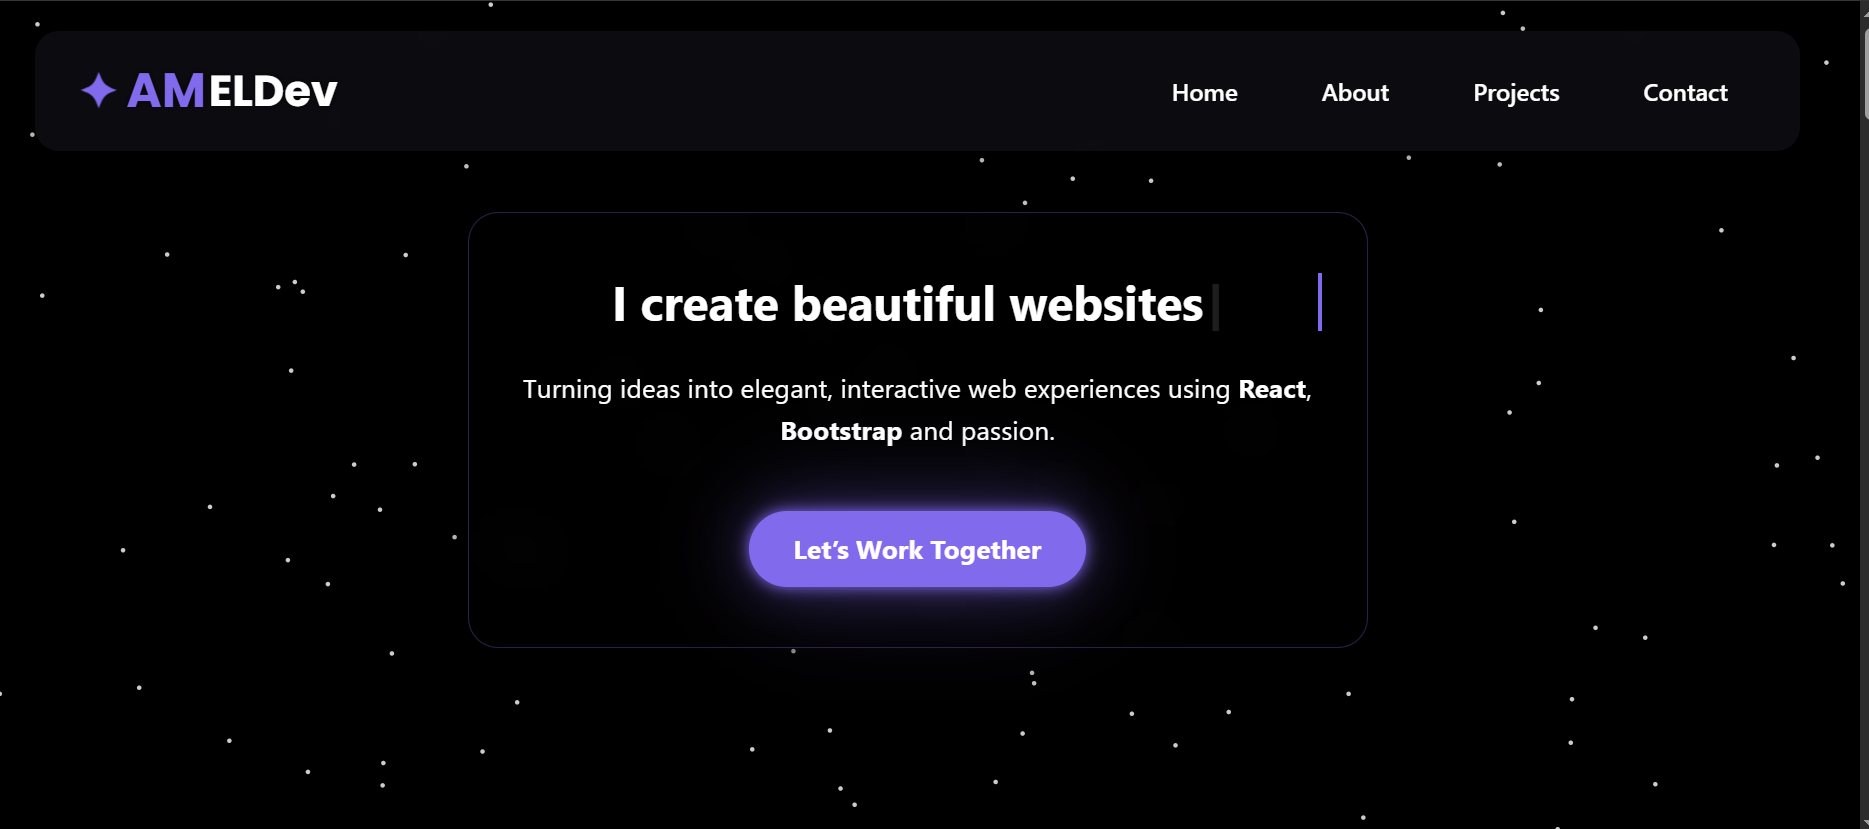 AMELDev
Home
About
Projects
Contact
I create beautiful websites
Turning ideas into elegant, interactive web experiences using React,
Bootstrap and passion.
Let’s Work Together